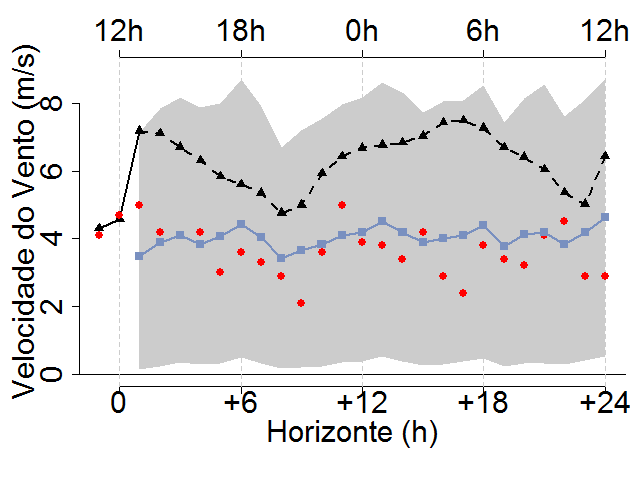 12h 18h 0h 6h 12h
Velocidade do Vento (m/s)
8
6
4
2
0
0 +6 +12 +18 +24
Horizonte (h)